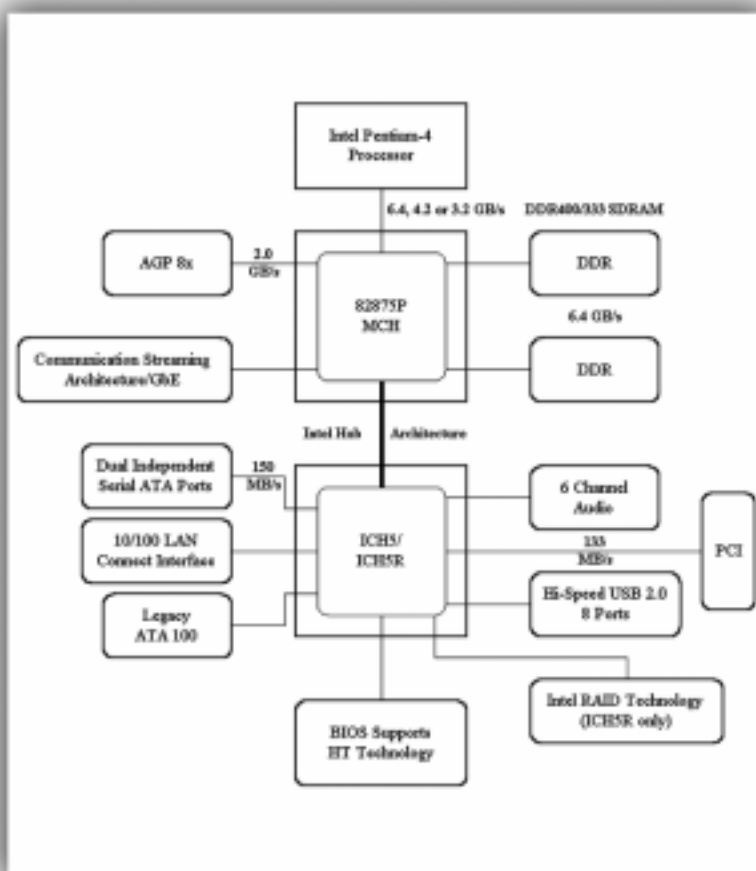 Intel Pentium-4
Processor
6.4, 4.2 or 3.2 GB/s
DDR400/333 SDRAM
AGP 8x
2.0
GB/s
82875P
MCH
DDR
6.4 GB/s
Communication Streaming
Architecture/GbE
DDR
Intel Hub
Architecture
Dual Independent
Serial ATA Ports
150
MB/s
6 Channel
Audio
10/100 LAN
Connect Interface
ICH5/
ICH5R
133
MB/s
PCI
Legacy
ATA 100
Hi-Speed USB 2.0
8 Ports
Intel RAID Technology
(ICH5R only)
BIOS Supports
HT Technology